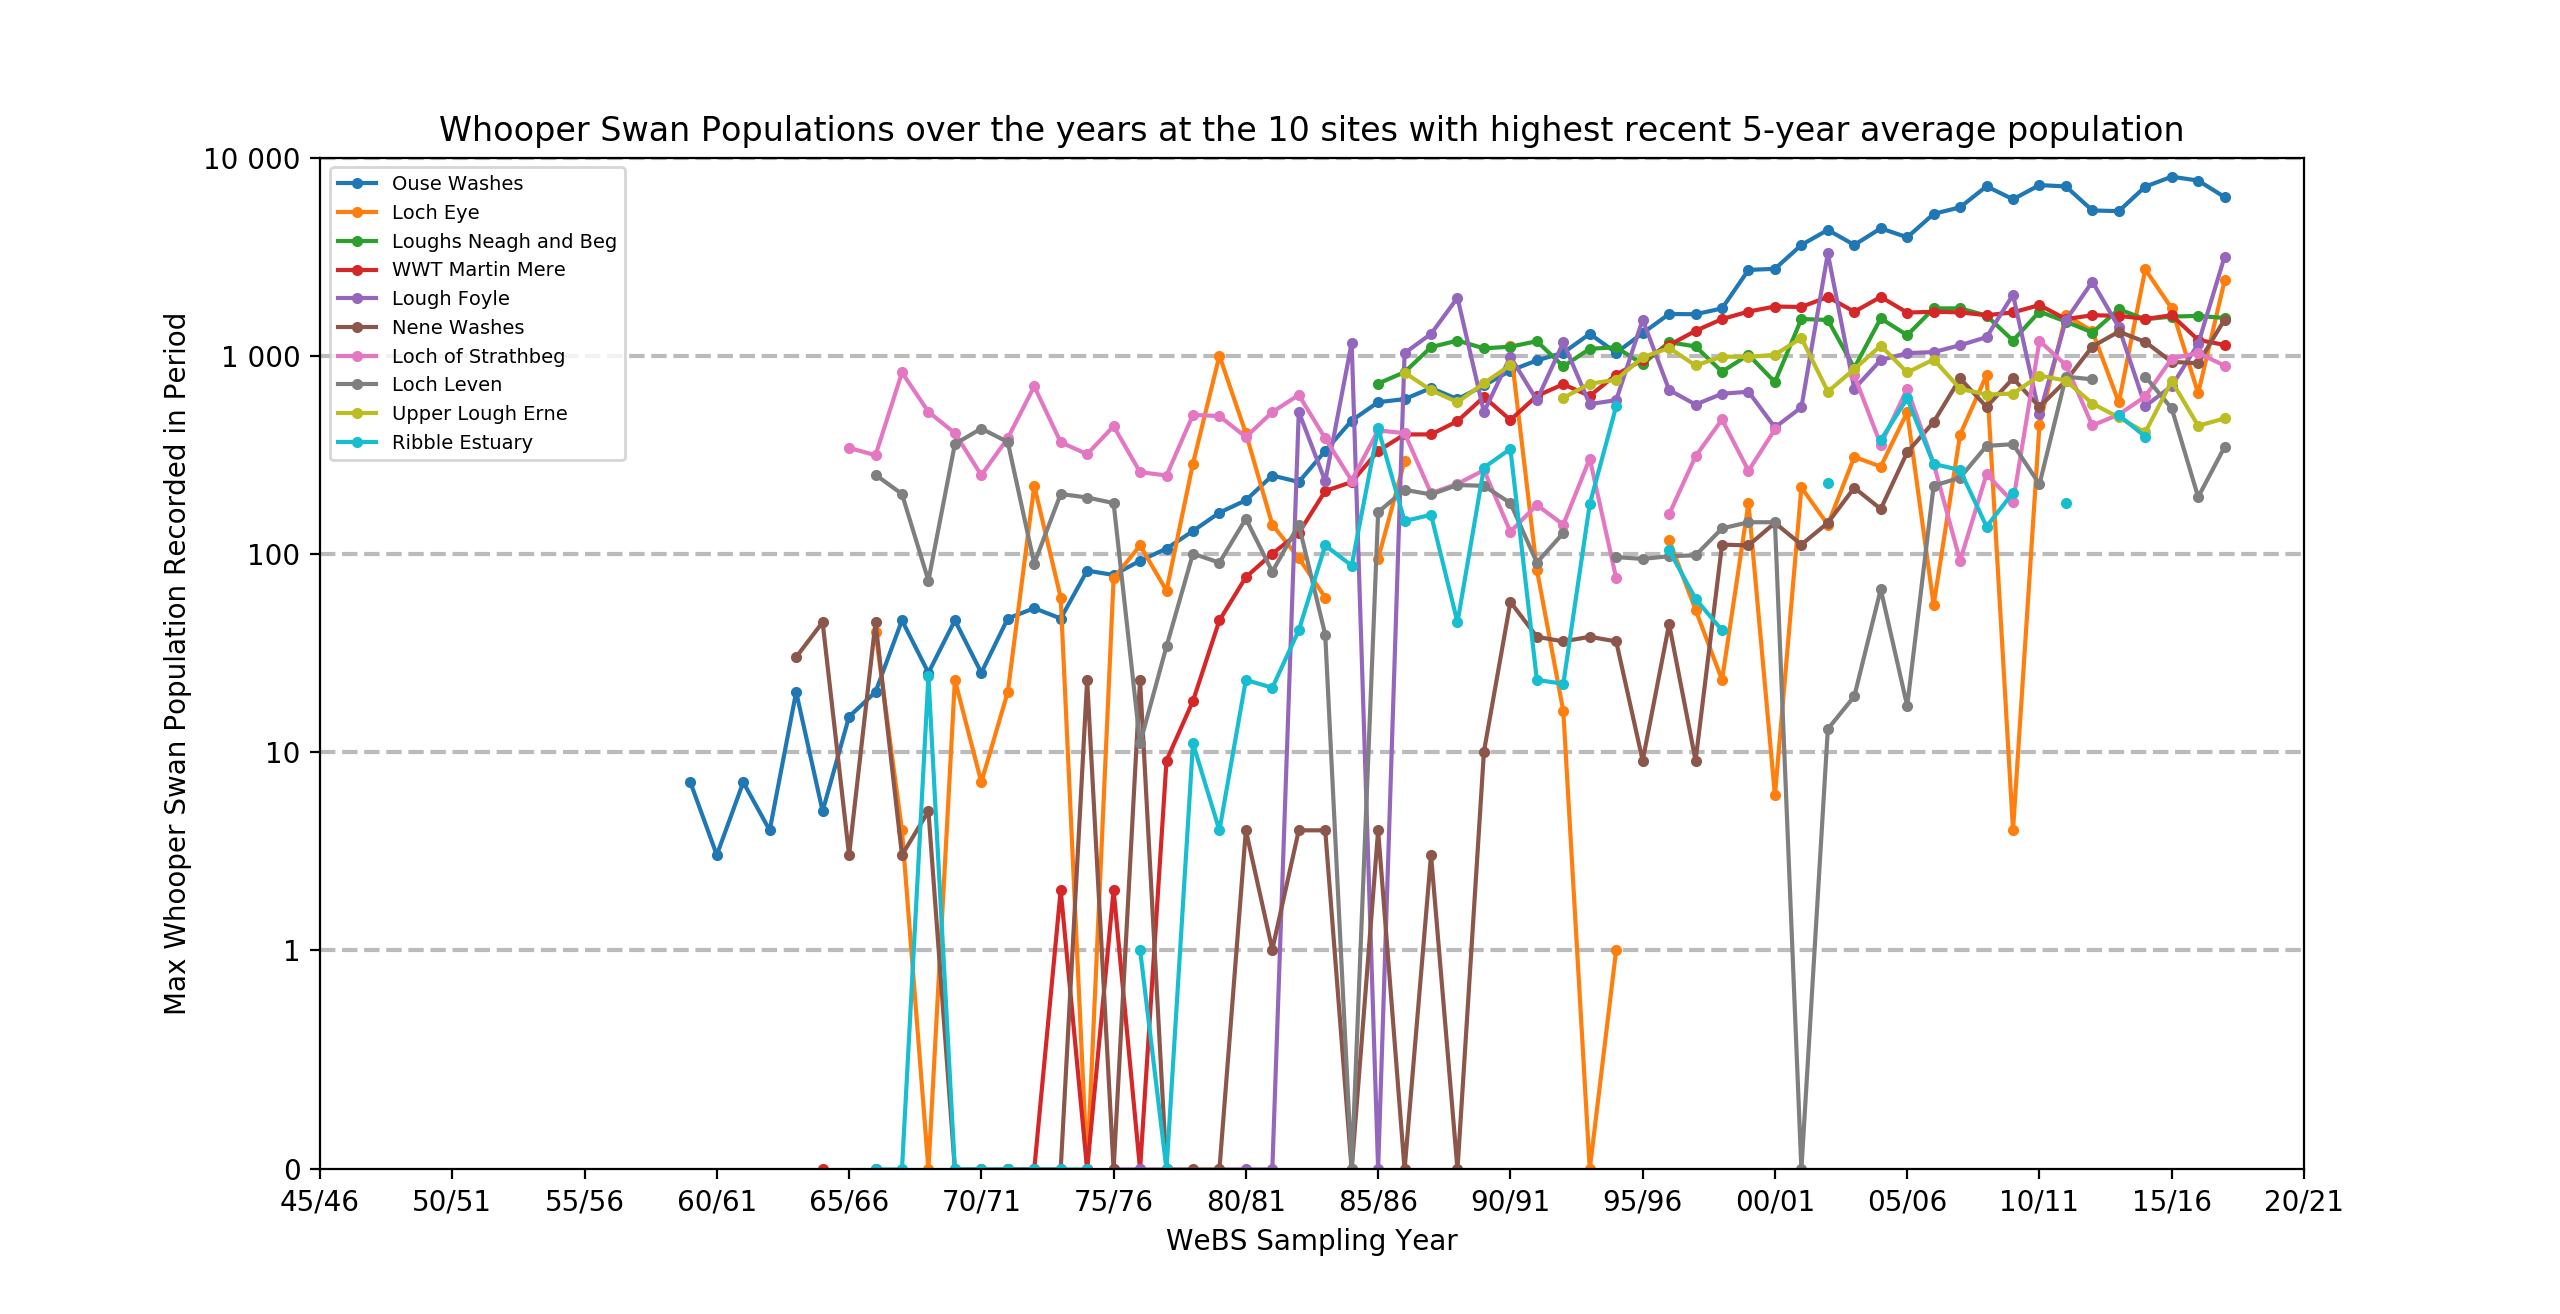 Whooper Swan Populations over the years at the 10 sites with highest recent 5-year average population
Max Whooper Swan Population Recorded in Period
10 000
1 000
100
10
1
0
Ouse Washes
Loch Eye
Loughs Neagh and Beg
WWT Martin Mere
Lough Foyle
Nene Washes
Loch of Strathbeg
Loch Leven
Upper Lough Erne
Ribble Estuary
45/46 50/51 55/56 60/61 65/66 70/71 75/76 80/81 85/86 90/91 95/96 00/01 05/06 10/11 15/16 20/21
WeBS Sampling Year